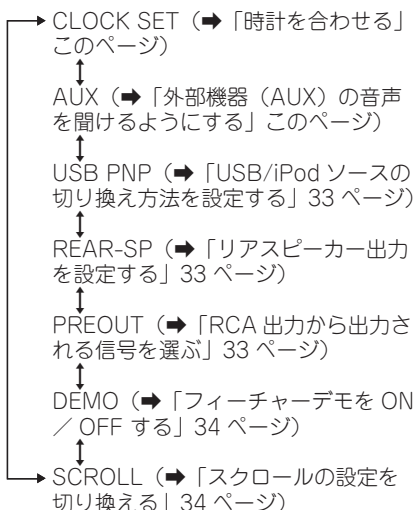 CLOCK SET（➡「時計を合わせる」
このページ）
AUX（➡「外部機器（AUX）の音声
を聞けるようにする」このページ）
USB PNP（➡「USB/iPod ソースの
切り換え方法を設定する」33 ページ）
REAR-SP（➡「リアスピーカー出力
を設定する」33 ページ）
PREOUT（➡「RCA 出力から出力さ
れる信号を選ぶ」33 ページ）
DEMO（➡「フィーチャーデモを ON
／ OFF する」34 ページ）
SCROLL（➡「スクロールの設定を
切り換える」34 ページ）